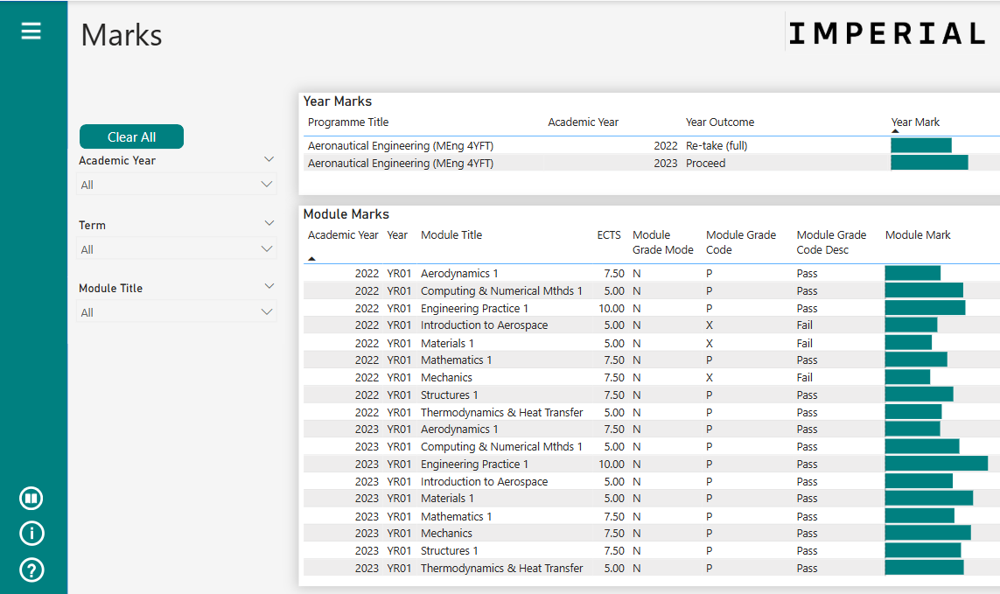 Marks
IMPERIAL
Clear All
Academic Year
All
Term
All
Module Title
All
Year Marks
Programme Title Academic Year Year Outcome Year Mark
Aeronautical Engineering (MEng 4YFT) 2022 Re-take (full)
Aeronautical Engineering (MEng 4YFT) 2023 Proceed
Module Marks
Academic Year Year Module Title ECTS Module Grade Mode Module Grade Code Module Grade Code Desc Module Mark
2022 YR01 Aerodynamics 1 7.50 N P Pass
2022 YR01 Computing & Numerical Mthds 1 5.00 N P Pass
2022 YR01 Engineering Practice 1 10.00 N P Pass
2022 YR01 Introduction to Aerospace 5.00 N X Fail
2022 YR01 Materials 1 5.00 N X Fail
2022 YR01 Mathematics 1 7.50 N P Pass
2022 YR01 Mechanics 7.50 N X Fail
2022 YR01 Structures 1 7.50 N P Pass
2022 YR01 Thermodynamics & Heat Transfer 5.00 N P Pass
2023 YR01 Aerodynamics 1 7.50 N P Pass
2023 YR01 Computing & Numerical Mthds 1 5.00 N P Pass
2023 YR01 Engineering Practice 1 10.00 N P Pass
2023 YR01 Introduction to Aerospace 5.00 N P Pass
2023 YR01 Materials 1 5.00 N P Pass
2023 YR01 Mathematics 1 7.50 N P Pass
2023 YR01 Mechanics 7.50 N P Pass
2023 YR01 Structures 1 7.50 N P Pass
2023 YR01 Thermodynamics & Heat Transfer 5.00 N P Pass